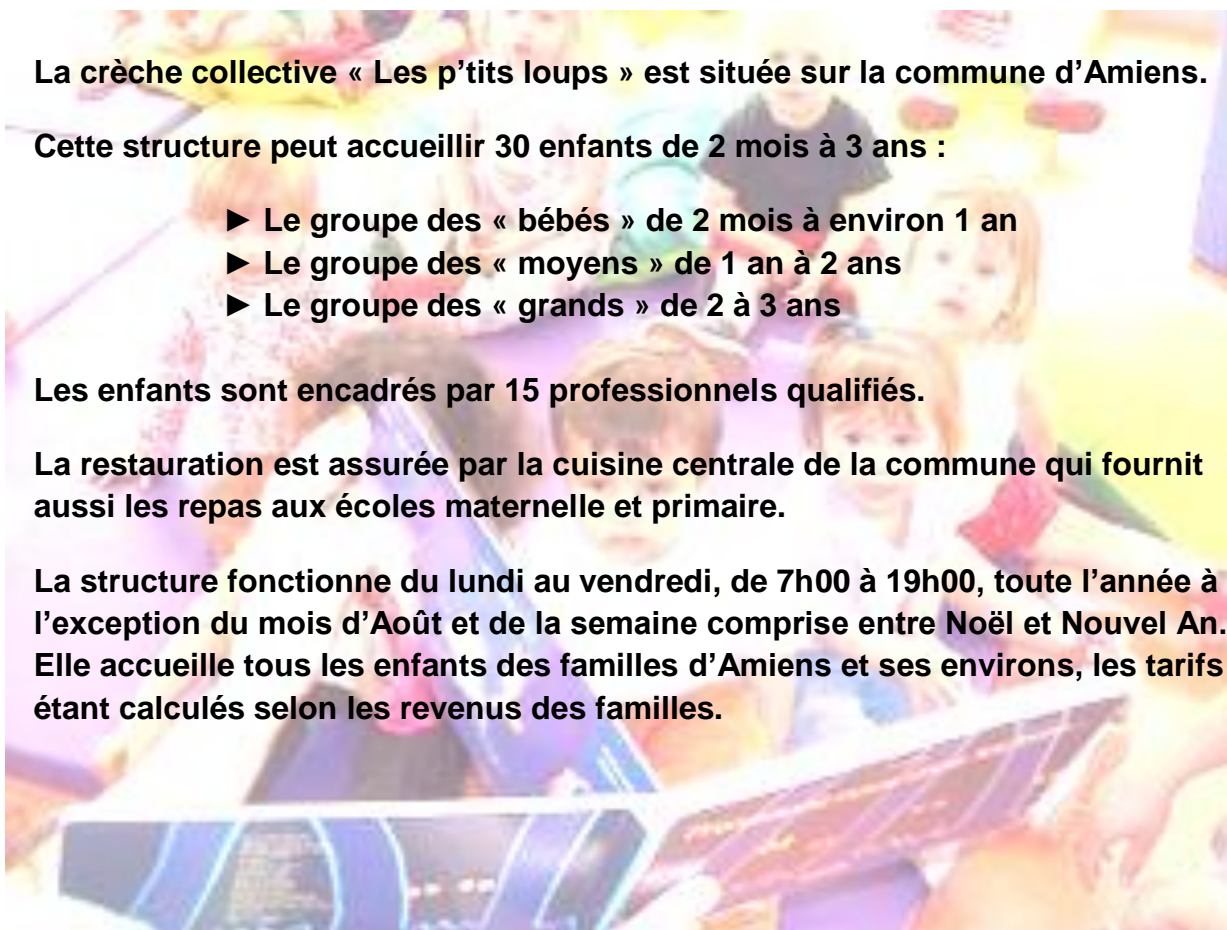 La crèche collective « Les p’tits loups » est située sur la commune d’Amiens.
Cette structure peut accueillir 30 enfants de 2 mois à 3 ans :
► Le groupe des « bébés » de 2 mois à environ 1 an
► Le groupe des « moyens » de 1 an à 2 ans
► Le groupe des « grands » de 2 à 3 ans
Les enfants sont encadrés par 15 professionnels qualifiés.
La restauration est assurée par la cuisine centrale de la commune qui fournit
aussi les repas aux écoles maternelle et primaire.
La structure fonctionne du lundi au vendredi, de 7h00 à 19h00, toute l’année à
l’exception du mois d’Août et de la semaine comprise entre Noël et Nouvel An.
Elle accueille tous les enfants des familles d’Amiens et ses environs, les tarifs
étant calculés selon les revenus des familles.